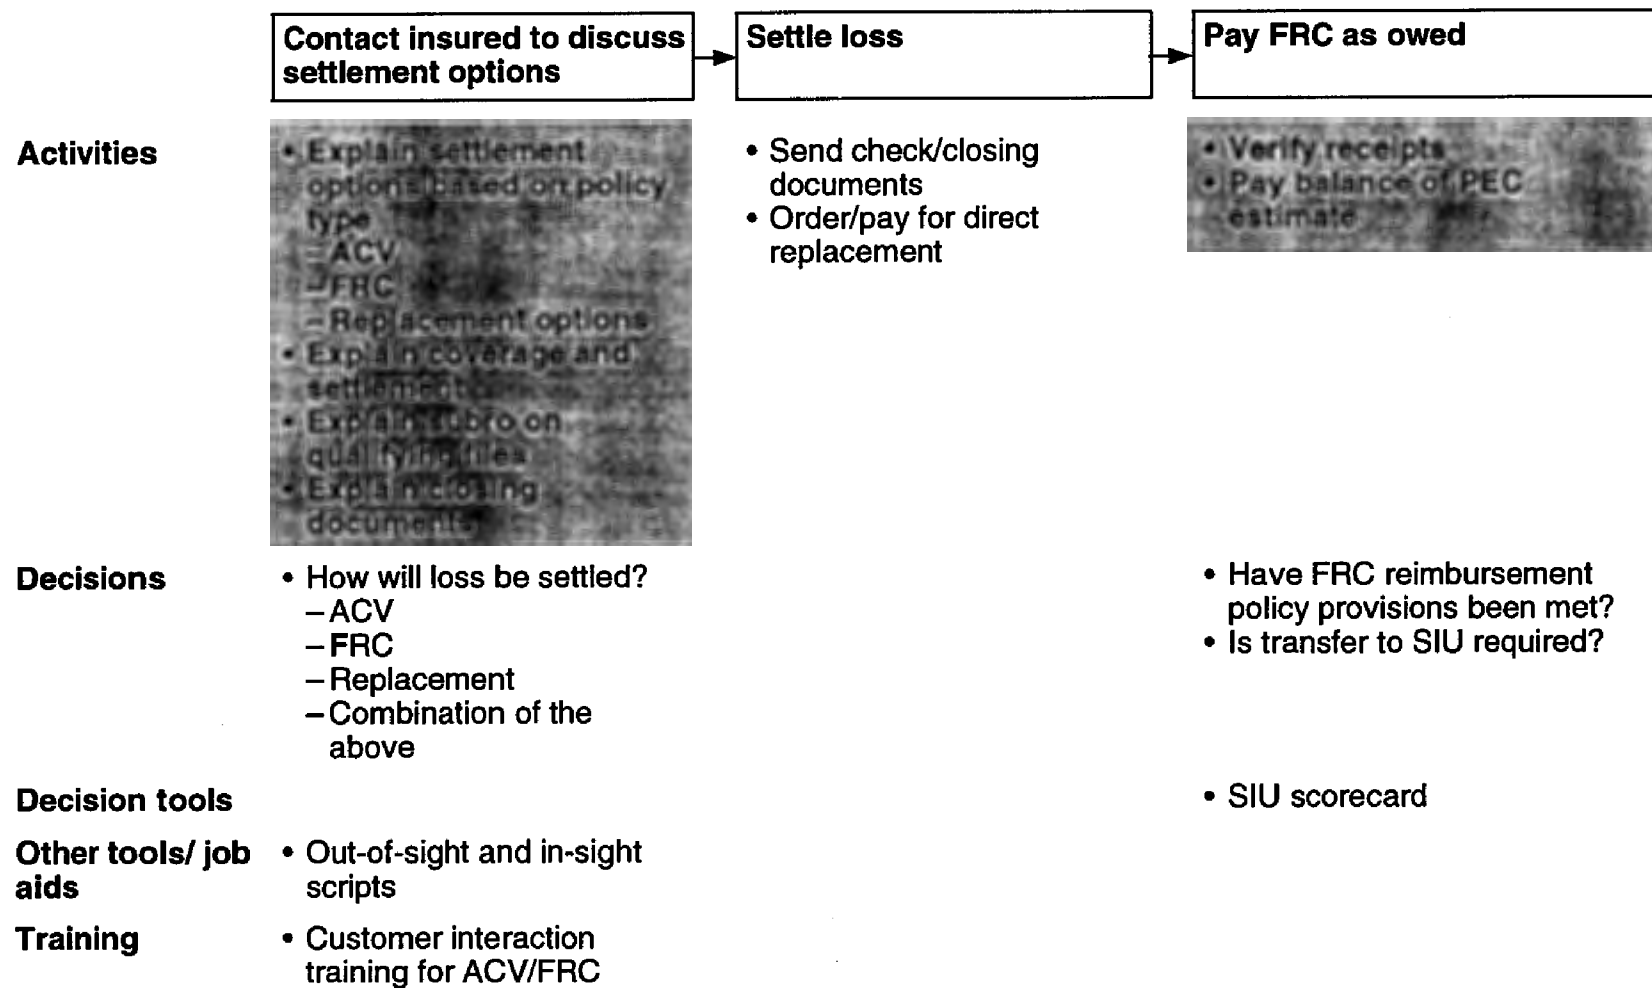 Contact insured to discuss
settlement options
Settle loss
Pay FRC as owed
Activities
• Explain settlement
options based on policy
type
–ACV
–FRC
–Replacement options
• Explain coverage and
settlement
• Explain subro on
qualifying files
• Explain closing
documents
• Send check/closing
documents
• Order/pay for direct
replacement
• Verify receipts
• Pay balance of
estimate
Decisions
• How will loss be settled?
–ACV
–FRC
–Replacement
–Combination of the
above
• Have FRC reimbursement
policy provisions been met?
• Is transfer to SIU required?
Decision tools
• SIU scorecard
Other tools/ job
aids
• Out-of-sight and in-sight
scripts
Training
• Customer interaction
training for ACV/FRC